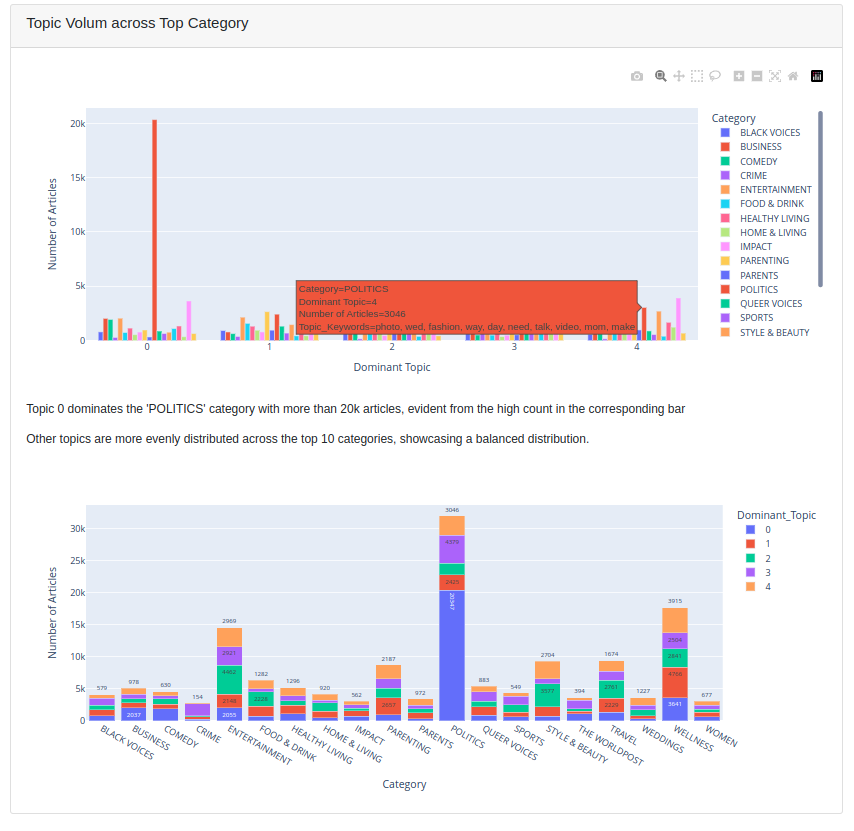 Topic Volum across Top Category
20k
15k
10k
5k
0
Number of Articles
Category=POLITICS
Dominant Topic=4
Number of Articles=3046
Topic_Keywords=photo, wed, fashion, way, day, need, talk, video, mom, make
0
1
2
3
4
Dominant Topic
Category
BLACK VOICES
BUSINESS
COMEDY
CRIME
ENTERTAINMENT
FOOD & DRINK
HEALTHY LIVING
HOME & LIVING
IMPACT
PARENTING
PARENTS
POLITICS
QUEER VOICES
SPORTS
STYLE & BEAUTY
Topic 0 dominates the 'POLITICS' category with more than 20k articles, evident from the high count in the corresponding bar
Other topics are more evenly distributed across the top 10 categories, showcasing a balanced distribution.
30k
25k
20k
15k
10k
5k
0
Number of Articles
579
978
2037
630
154
2969
2921
4462
2148
2055
1282
2228
1296
920
562
2187
2657
972
3046
4379
2425
20347
883
549
2704
3577
394
1674
2761
2229
1227
3915
2504
2841
4766
3641
677
BLACK VOICES
BUSINESS
COMEDY
CRIME
ENTERTAINMENT
FOOD & DRINK
HEALTHY LIVING
HOME & LIVING
IMPACT
PARENTING
PARENTS
POLITICS
QUEER VOICES
SPORTS
STYLE & BEAUTY
THE WORLDPOST
TRAVEL
WEDDINGS
WELLNESS
WOMEN
Category
Dominant_Topic
0
1
2
3
4